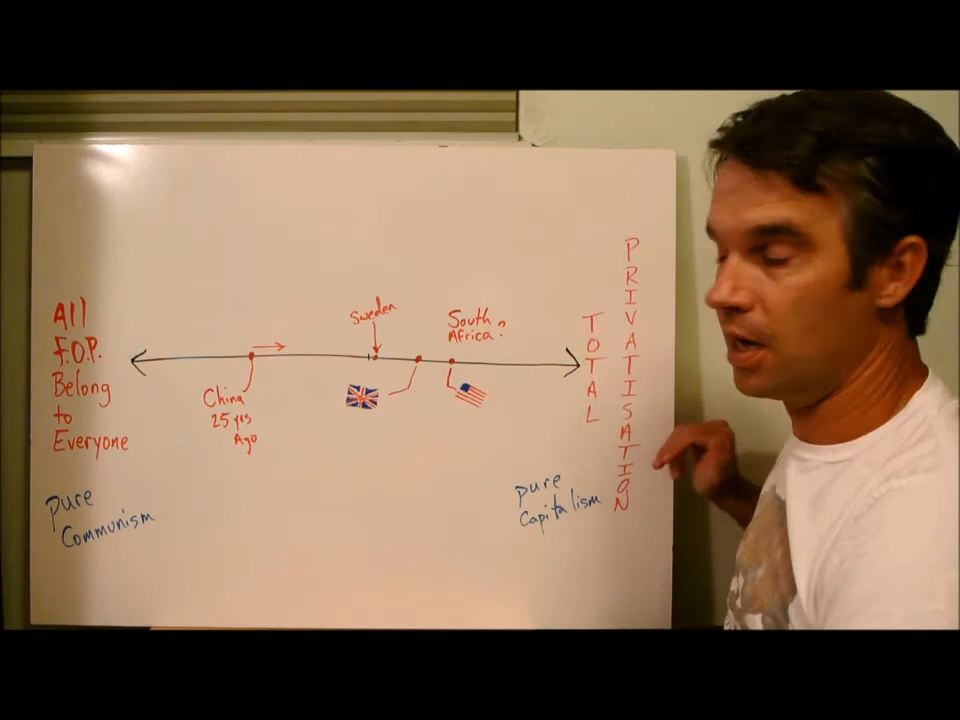 All
F.O.P.
Belong
to
Everyone
Pure
Communism
China
25 yrs
Ago
Sweden
South
Africa?
TOTAL
PRIVATISATION
pure
Capitalism